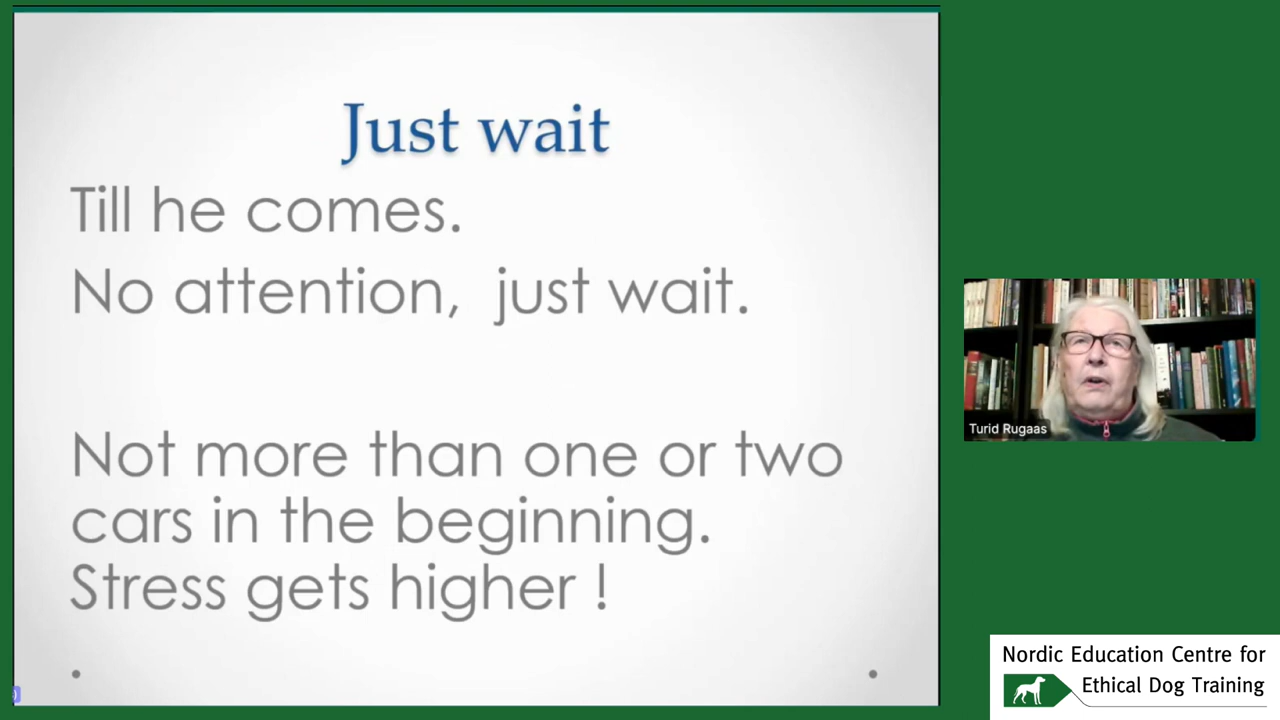 Just wait
Till he comes.
No attention,  just wait.
Not more than one or two
cars in the beginning.
Stress gets higher !
Turid Rugaas
Nordic Education Centre for
Ethical Dog Training